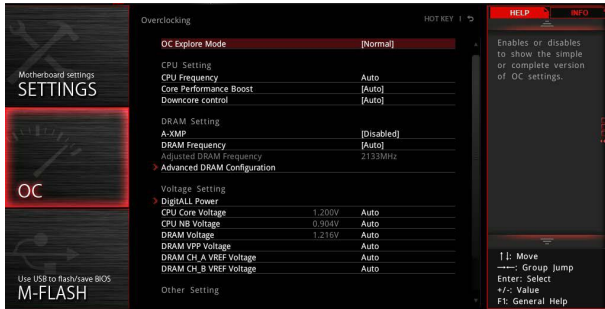 Motherboard settings
SETTINGS
OC
Use USB to flash/save BIOS
M-FLASH
Overclocking
HOT KEY |
OC Explore Mode [Normal]
CPU Setting
CPU Frequency Auto
Core Performance Boost [Auto]
Downcore control [Auto]
DRAM Setting
A-XMP [Disabled]
DRAM Frequency [Auto]
Adjusted DRAM Frequency 2133MHz
Advanced DRAM Configuration
Voltage Setting
DigitALL Power
CPU Core Voltage 1.200V Auto
CPU NB Voltage 0.904V Auto
DRAM Voltage 1.216V Auto
DRAM VPP Voltage Auto
DRAM CH_A VREF Voltage Auto
DRAM CH_B VREF Voltage Auto
Other Setting
HELP
INFO
Enables or disables
to show the simple
or complete version
of OC settings.
↑↓: Move
→←: Group Jump
Enter: Select
+/-: Value
F1: General Help